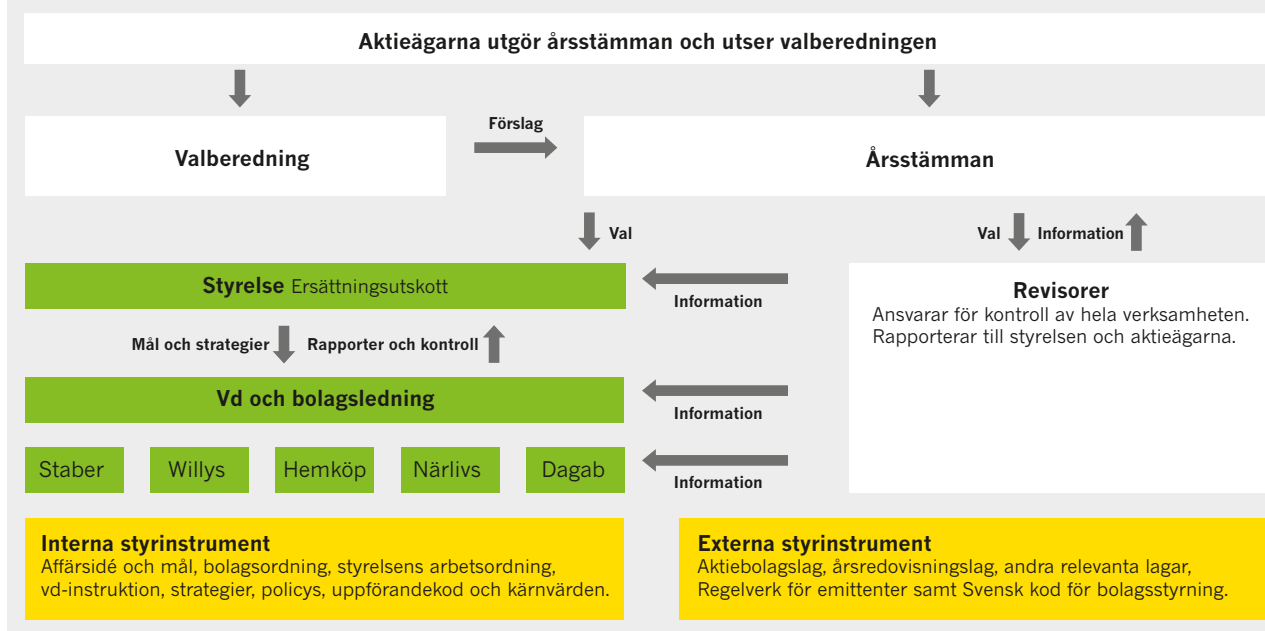 Aktieägarna utgör årsstämman och utser valberedningen
Valberedning
Förslag
Årsstämman
Val
Val
Information
Styrelse Ersättningsutskott
Information
Revisorer
Ansvarar för kontroll av hela verksamheten.
Rapporterar till styrelsen och aktieägarna.
Mål och strategier
Rapporter och kontroll
Vd och bolagsledning
Information
Staber
Willys
Hemköp
Närlivs
Dagab
Information
Interna styrinstrument
Affärsidé och mål, bolagsordning, styrelsens arbetsordning,
vd-instruktion, strategier, policys, uppförandekod och kärnvärden.
Externa styrinstrument
Aktiebolagslag, årsredovisningslag, andra relevanta lagar,
Regelverk för emittenter samt Svensk kod för bolagsstyrning.